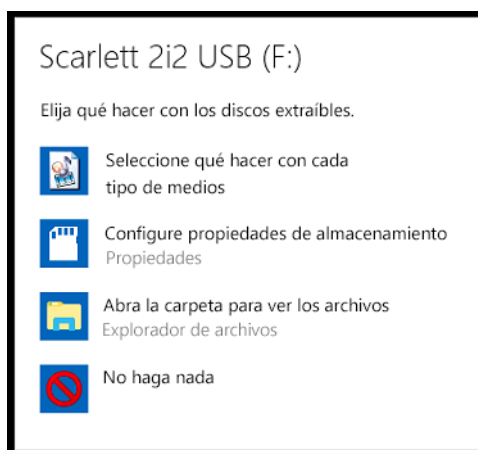 Scarlett 2i2 USB (F:)
Elija qué hacer con los discos extraíbles.
Seleccione qué hacer con cada
tipo de medios
Configure propiedades de almacenamiento
Propiedades
Abra la carpeta para ver los archivos
Explorador de archivos
No haga nada